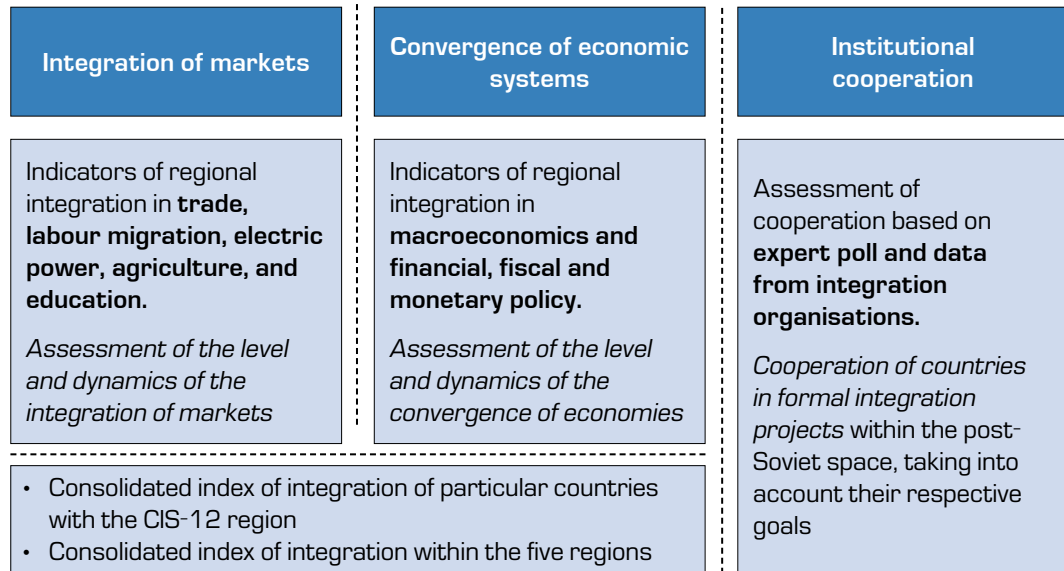 Integration of markets
Indicators of regional
integration in trade,
labour migration, electric
power, agriculture, and
education.
Assessment of the level
and dynamics of the
integration of markets
Convergence of economic
systems
Indicators of regional
integration in
macroeconomics and
financial, fiscal and
monetary policy.
Assessment of the level
and dynamics of the
convergence of economies
• Consolidated index of integration of particular countries
with the CIS-12 region
• Consolidated index of integration within the five regions
Institutional
cooperation
Assessment of
cooperation based on
expert poll and data
from integration
organisations.
Cooperation of countries
in formal integration
projects within the post-
Soviet space, taking into
account their respective
goals